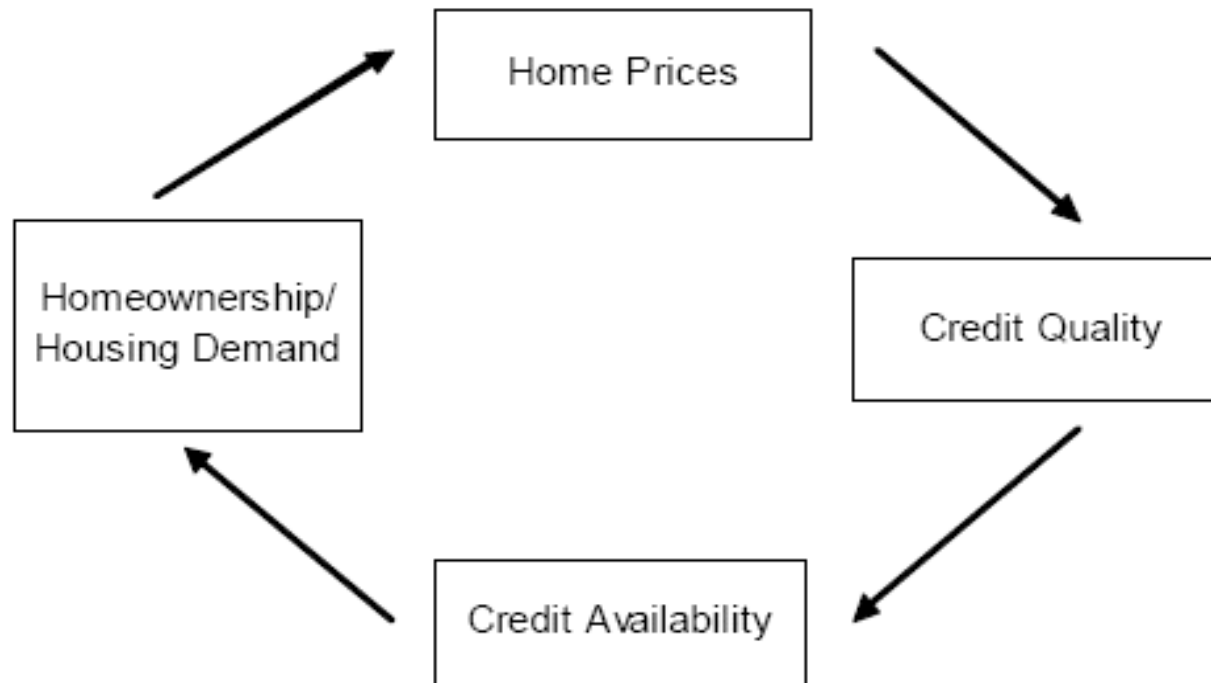 Home Prices
Homeownership/
Housing Demand
Credit Quality
Credit Availability